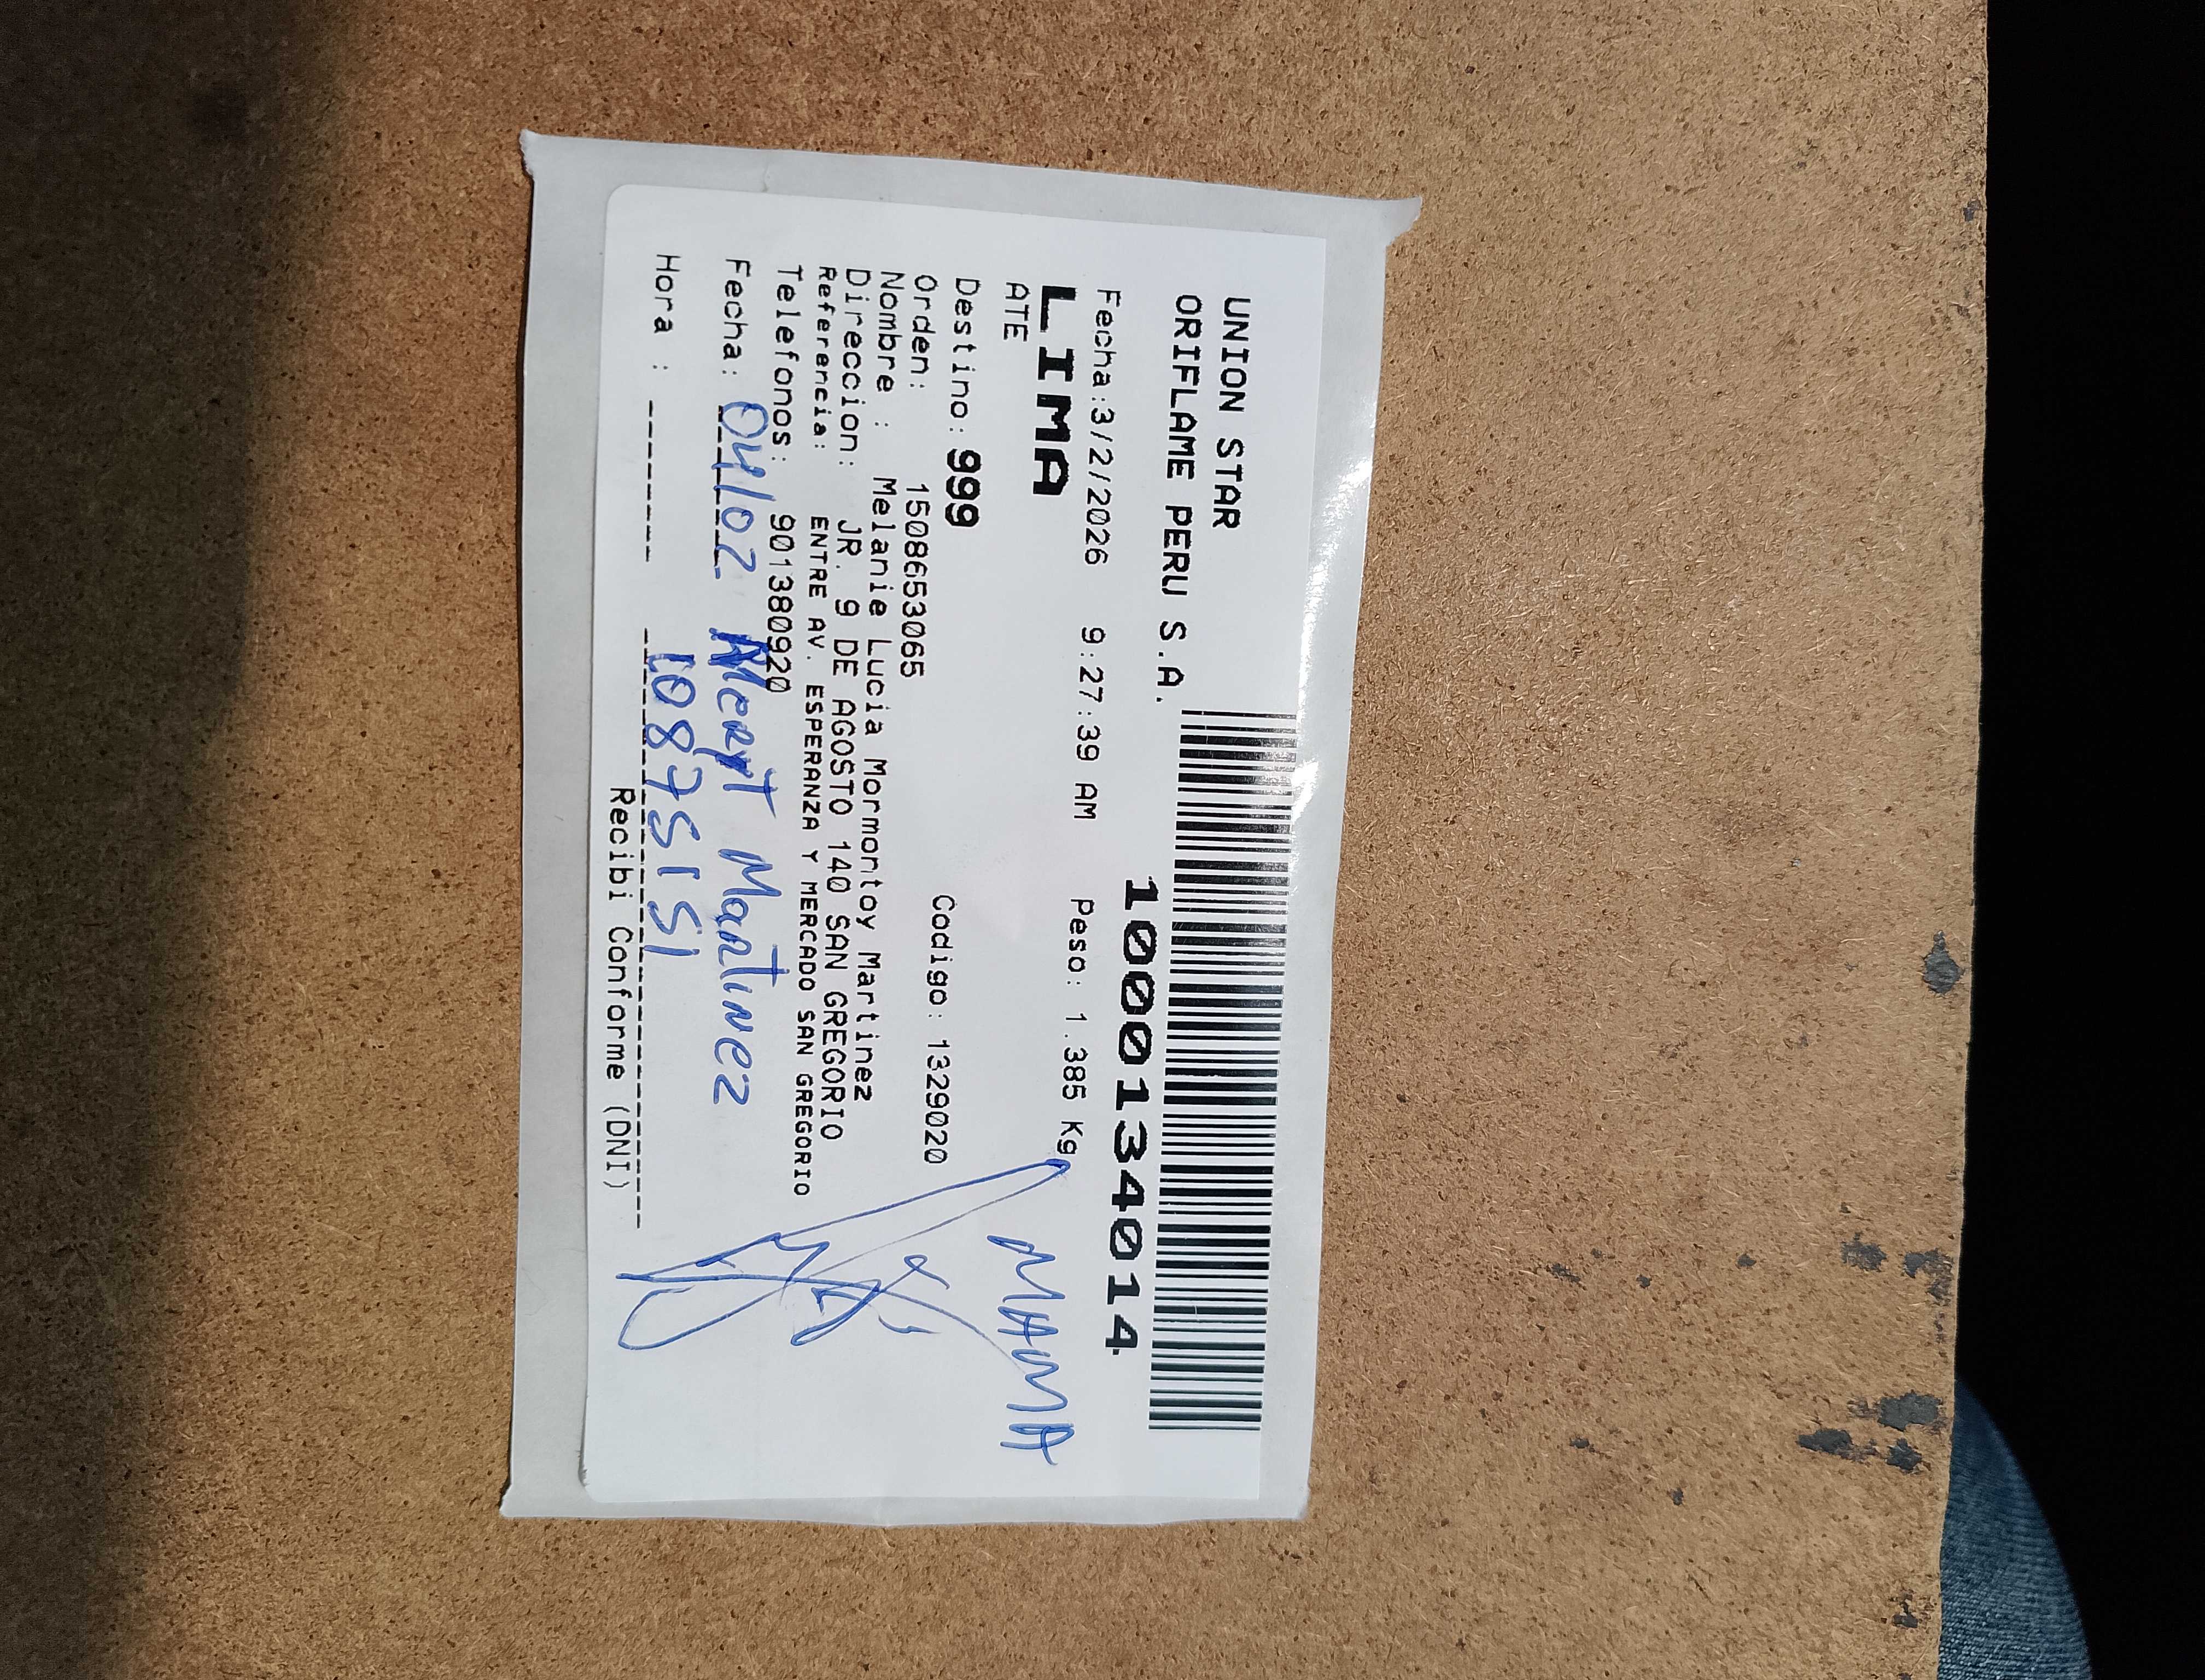 UNION STAR
ORIFLAME PERU S.A.
1000134014
Fecha:3/2/2026 9:27:39 AM Peso: 1.385 Kg
LIMA
ATE
MAMA
Destino: 999 Codigo: 1329020
Orden: 1508653065
Nombre : Melanie Lucia Mormontoy Martinez
Direccion: JR. 9 DE AGOSTO 140 SAN GREGORIO
Referencia: ENTRE AV. ESPERANZA Y MERCADO SAN GREGORIO
Telefonos: 901380920
Fecha: 04/02 Martinez
Hora : 10875151
Recibi Conforme (DNI)